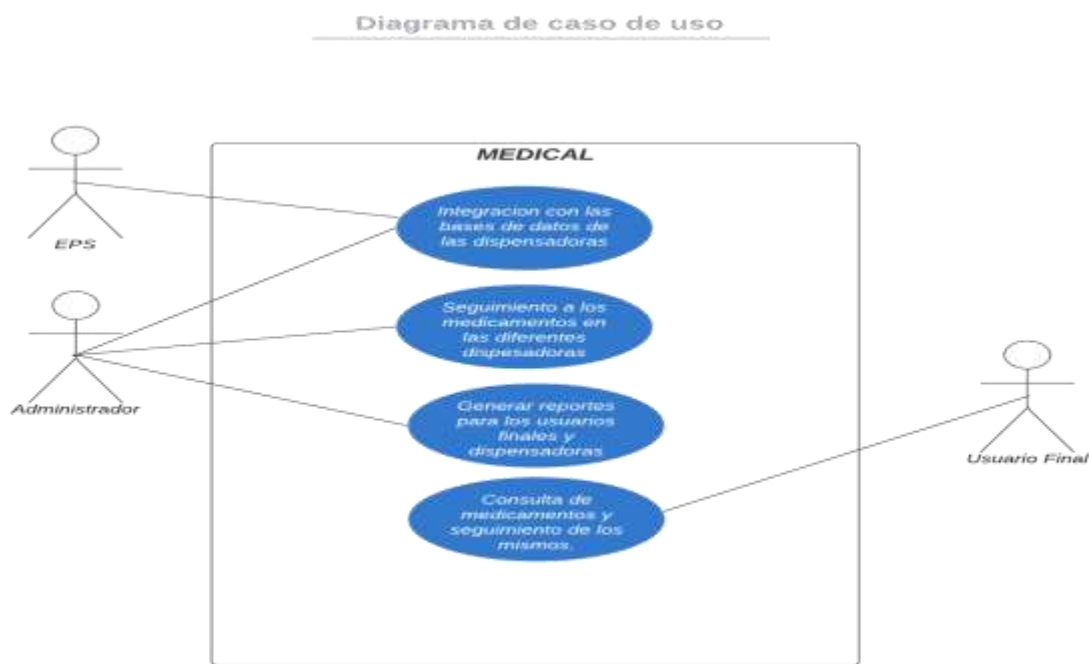 Diagrama de caso de uso
MEDICAL
EPS
Integracion con las
bases de datos de
las dispensadoras
Administrador
Seguimiento a los
medicamentos en
las diferentes
dispesadoras
Generar reportes
para los usuarios
finales y
dispensadoras
Usuario Final
Consulta de
medicamentos y
seguimiento de los
mismos.